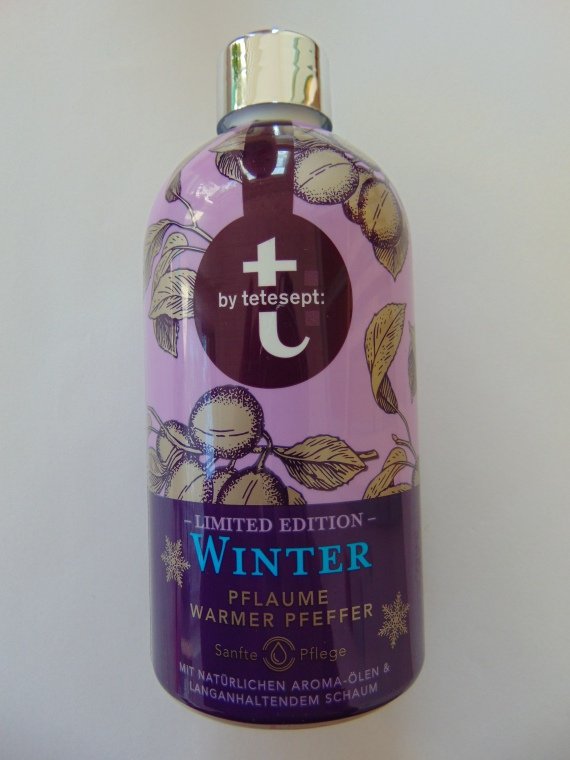 t
by tetesept:
– LIMITED EDITION –
WINTER
PFLAUME
WARMER PFEFFER
Sanfte Pflege
MIT NATÜRLICHEN AROMA-ÖLEN &
LANGANHALTENDEM SCHAUM